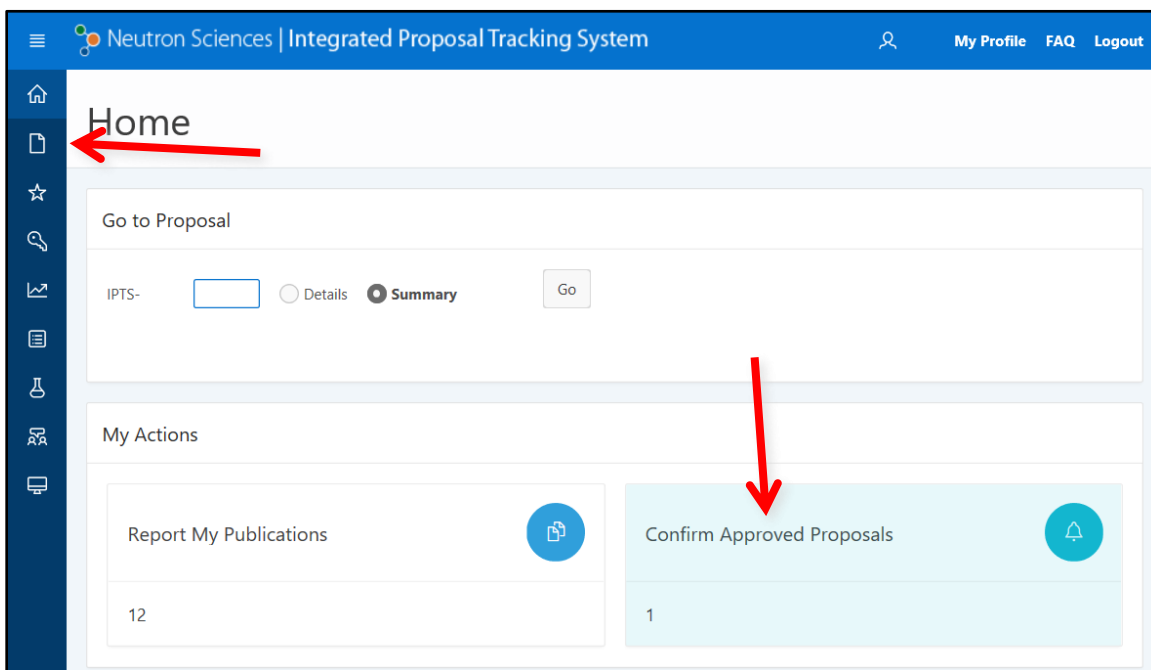 Neutron Sciences | Integrated Proposal Tracking System My Profile FAQ Logout
Home
Go to Proposal
IPTS- Details Summary Go
My Actions
Report My Publications Confirm Approved Proposals
12 1